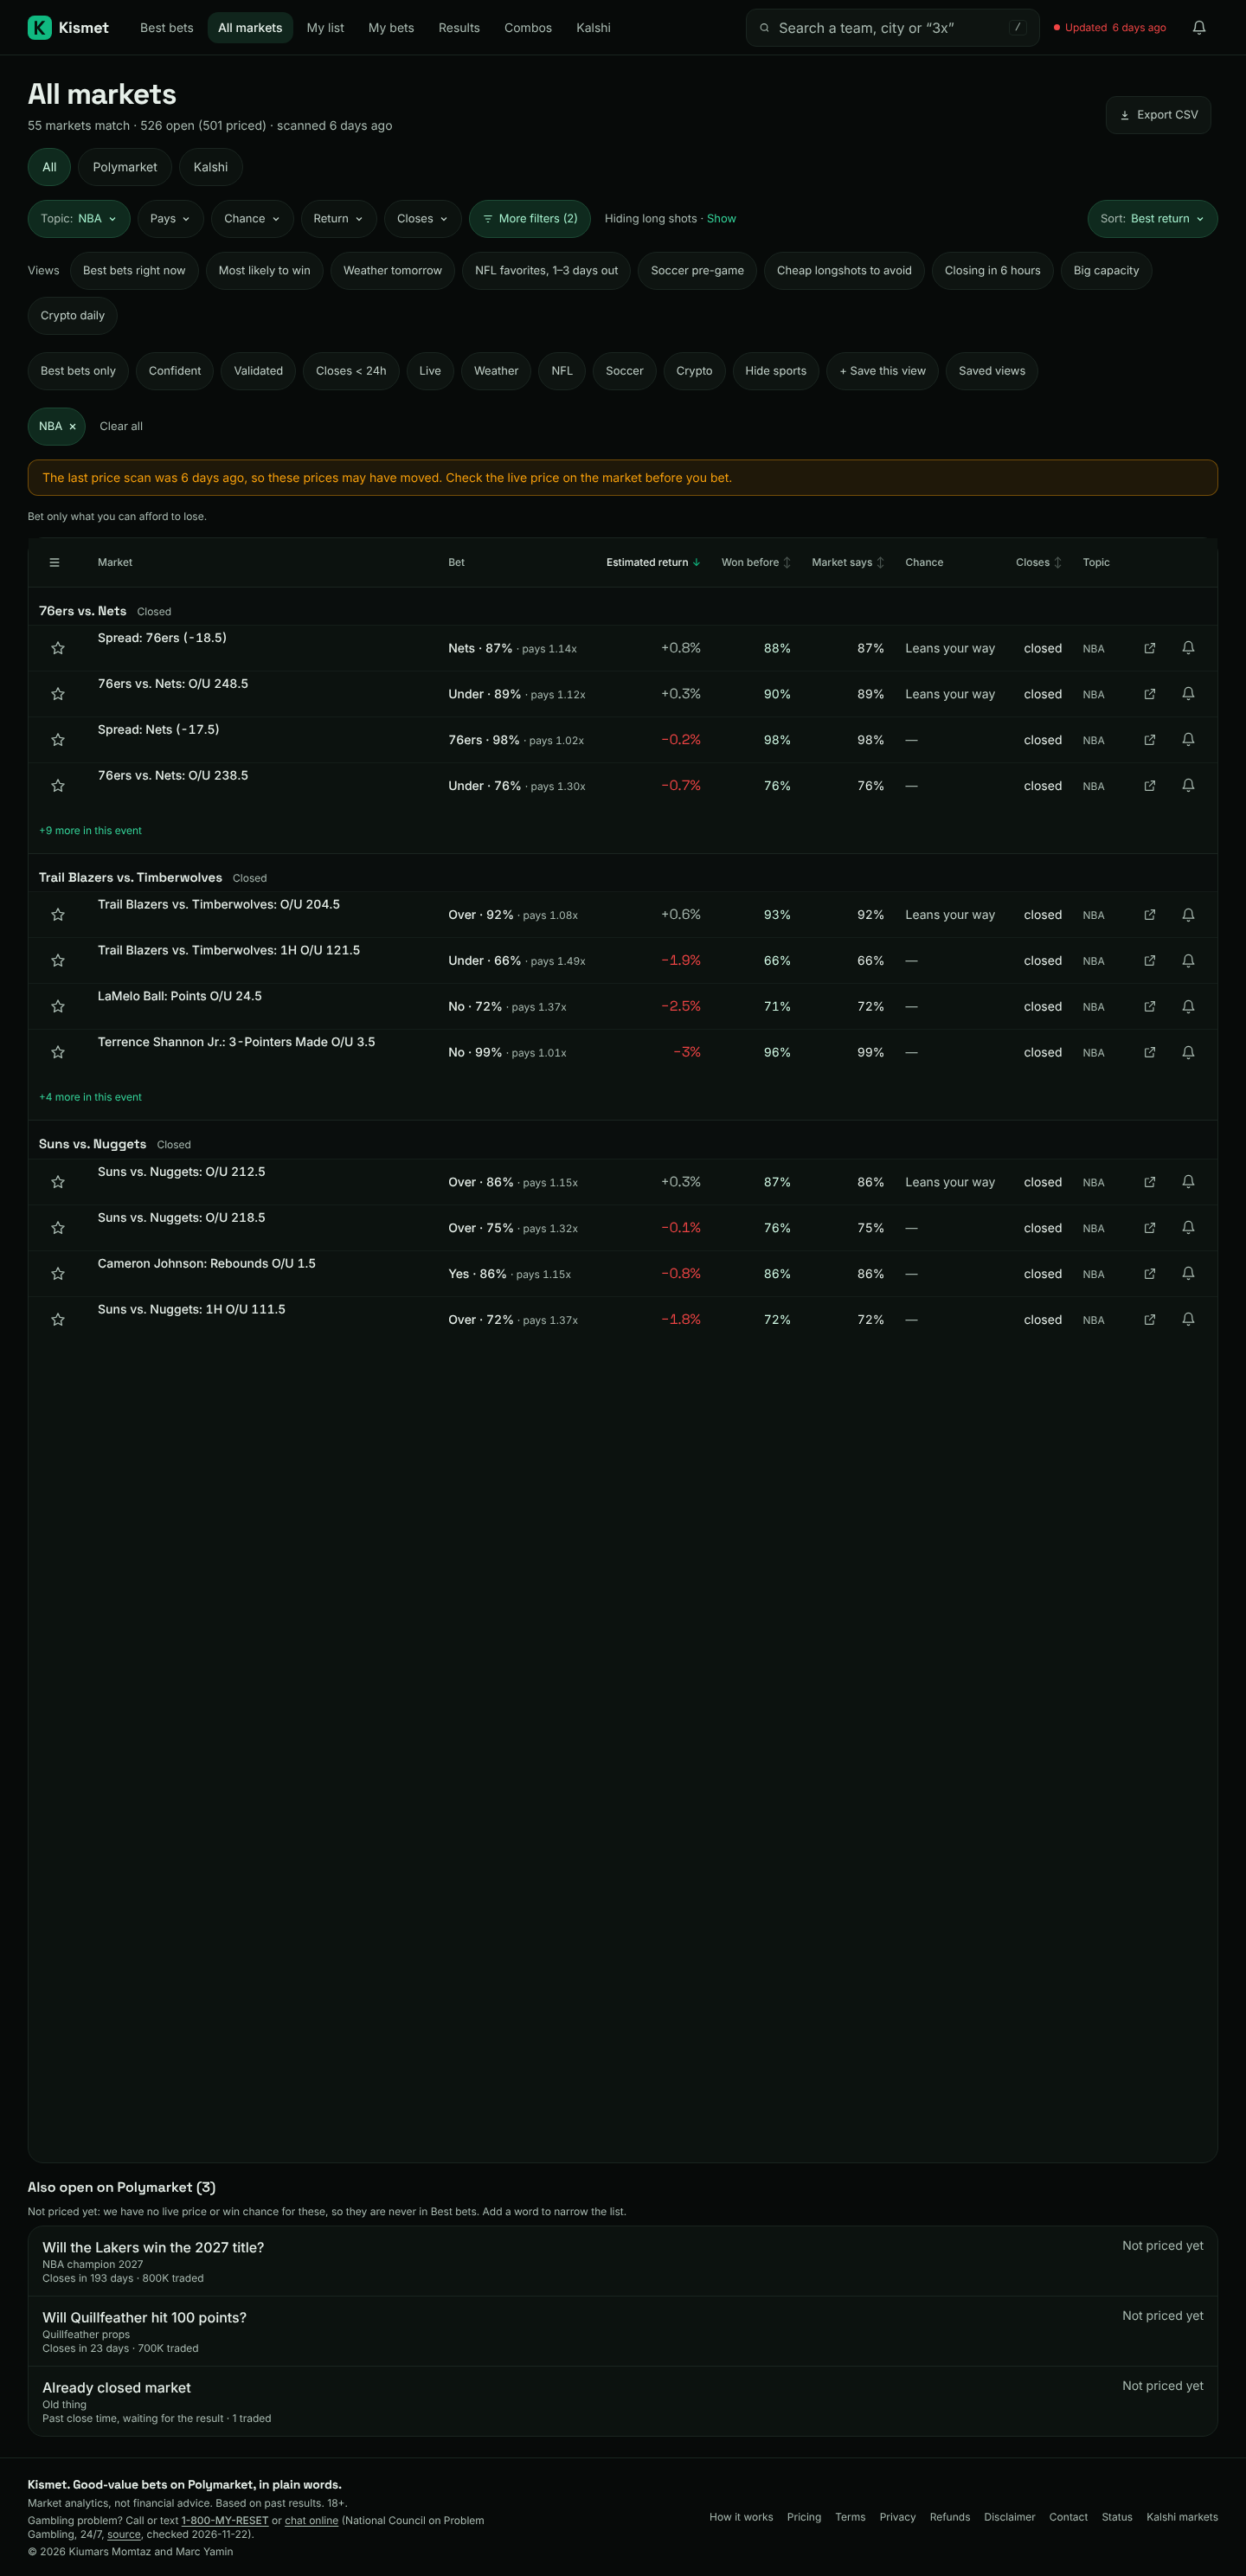 K Kismet Best bets All markets My list My bets Results Combos Kalshi Search a team, city or “3x” / Updated 6 days ago
All markets
55 markets match · 526 open (501 priced) · scanned 6 days ago
Export CSV
All Polymarket Kalshi
Topic: NBA Pays Chance Return Closes More filters (2) Hiding long shots · Show Sort: Best return
Views Best bets right now Most likely to win Weather tomorrow NFL favorites, 1–3 days out Soccer pre-game Cheap longshots to avoid Closing in 6 hours Big capacity
Crypto daily
Best bets only Confident Validated Closes < 24h Live Weather NFL Soccer Crypto Hide sports + Save this view Saved views
NBA × Clear all
The last price scan was 6 days ago, so these prices may have moved. Check the live price on the market before you bet.
Bet only what you can afford to lose.
Market Bet Estimated return ↓ Won before Market says Chance Closes Topic
76ers vs. Nets Closed
Spread: 76ers (-18.5) Nets · 87% · pays 1.14x +0.8% 88% 87% Leans your way closed NBA
76ers vs. Nets: O/U 248.5 Under · 89% · pays 1.12x +0.3% 90% 89% Leans your way closed NBA
Spread: Nets (-17.5) 76ers · 98% · pays 1.02x −0.2% 98% 98% — closed NBA
76ers vs. Nets: O/U 238.5 Under · 76% · pays 1.30x −0.7% 76% 76% — closed NBA
+9 more in this event
Trail Blazers vs. Timberwolves Closed
Trail Blazers vs. Timberwolves: O/U 204.5 Over · 92% · pays 1.08x +0.6% 93% 92% Leans your way closed NBA
Trail Blazers vs. Timberwolves: 1H O/U 121.5 Under · 66% · pays 1.49x −1.9% 66% 66% — closed NBA
LaMelo Ball: Points O/U 24.5 No · 72% · pays 1.37x −2.5% 71% 72% — closed NBA
Terrence Shannon Jr.: 3-Pointers Made O/U 3.5 No · 99% · pays 1.01x −3% 96% 99% — closed NBA
+4 more in this event
Suns vs. Nuggets Closed
Suns vs. Nuggets: O/U 212.5 Over · 86% · pays 1.15x +0.3% 87% 86% Leans your way closed NBA
Suns vs. Nuggets: O/U 218.5 Over · 75% · pays 1.32x −0.1% 76% 75% — closed NBA
Cameron Johnson: Rebounds O/U 1.5 Yes · 86% · pays 1.15x −0.8% 86% 86% — closed NBA
Suns vs. Nuggets: 1H O/U 111.5 Over · 72% · pays 1.37x −1.8% 72% 72% — closed NBA
Also open on Polymarket (3)
Not priced yet: we have no live price or win chance for these, so they are never in Best bets. Add a word to narrow the list.
Will the Lakers win the 2027 title? Not priced yet
NBA champion 2027
Closes in 193 days · 800K traded
Will Quillfeather hit 100 points? Not priced yet
Quillfeather props
Closes in 23 days · 700K traded
Already closed market Not priced yet
Old thing
Past close time, waiting for the result · 1 traded
Kismet. Good-value bets on Polymarket, in plain words.
Market analytics, not financial advice. Based on past results. 18+.
Gambling problem? Call or text 1-800-MY-RESET or chat online (National Council on Problem
Gambling, 24/7, source, checked 2026-11-22).
© 2026 Kiumars Momtaz and Marc Yamin
How it works Pricing Terms Privacy Refunds Disclaimer Contact Status Kalshi markets